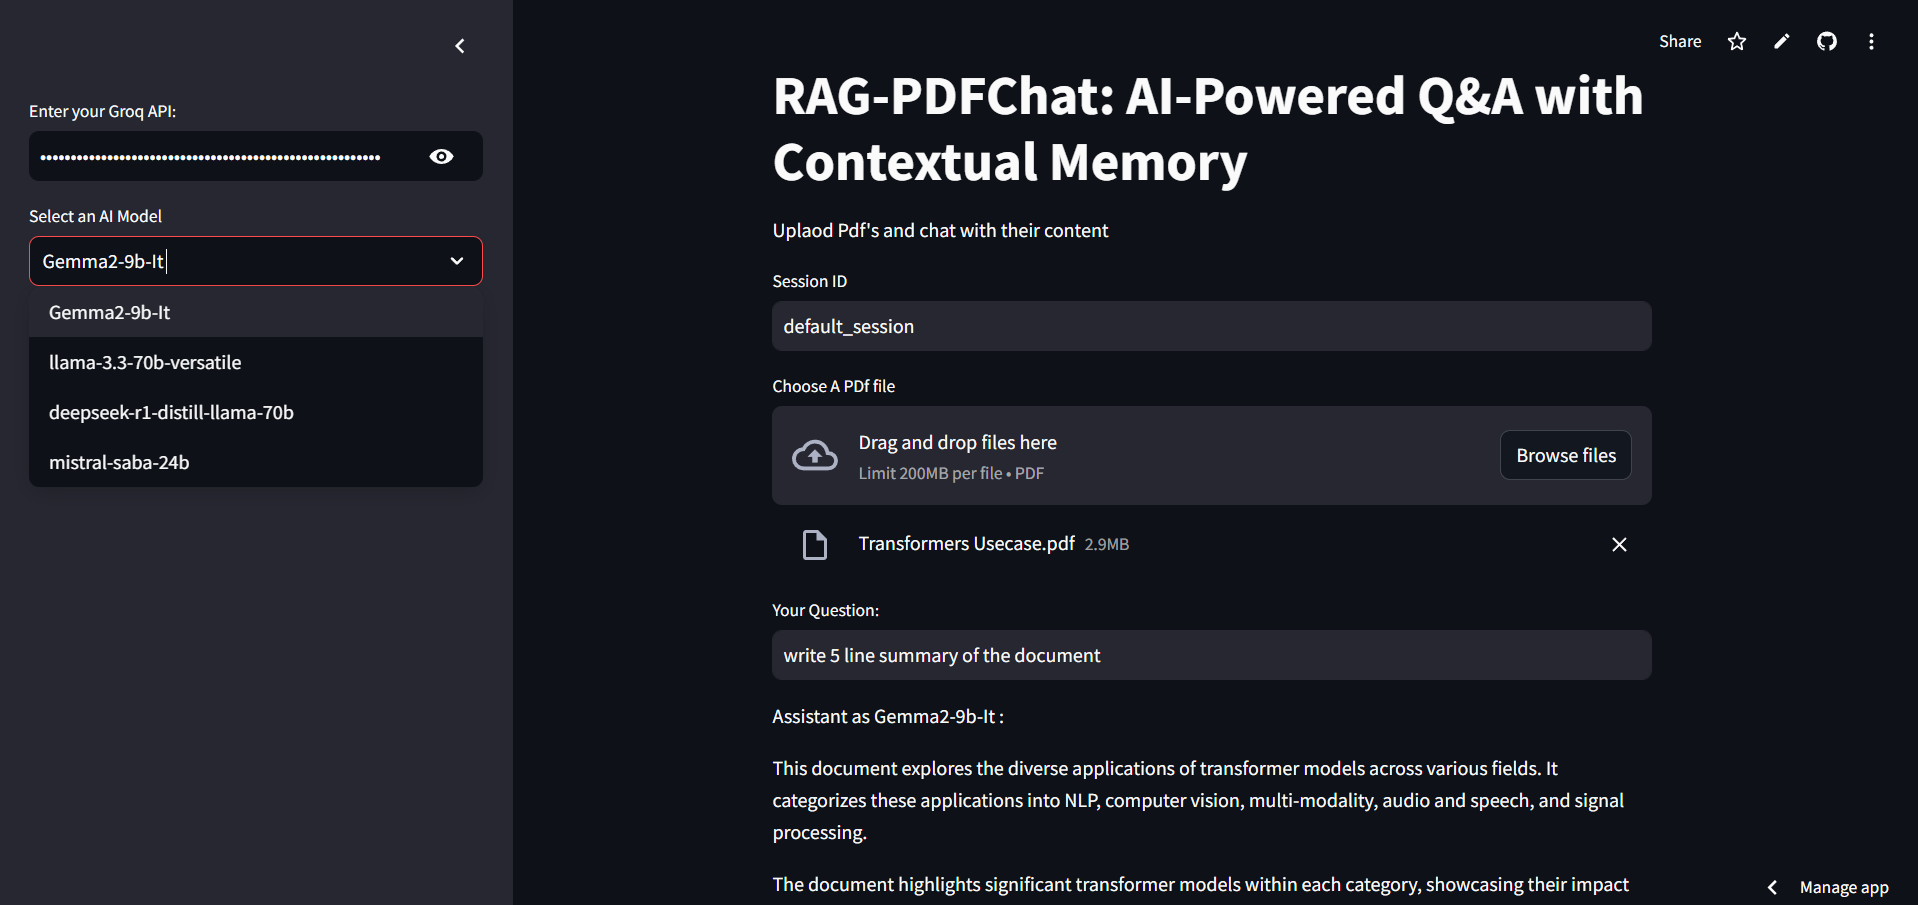 Enter your Groq API:
Select an AI Model
Gemma2-9b-It
Gemma2-9b-It
llama-3.3-70b-versatile
deepseek-r1-distill-llama-70b
mistral-saba-24b
Share
RAG-PDFChat: AI-Powered Q&A with
Contextual Memory
Uplaod Pdf's and chat with their content
Session ID
default_session
Choose A PDf file
Drag and drop files here
Limit 200MB per file • PDF
Browse files
Transformers Usecase.pdf 2.9MB
Your Question:
write 5 line summary of the document
Assistant as Gemma2-9b-It :
This document explores the diverse applications of transformer models across various fields. It
categorizes these applications into NLP, computer vision, multi-modality, audio and speech, and signal
processing.
The document highlights significant transformer models within each category, showcasing their impact
Manage app